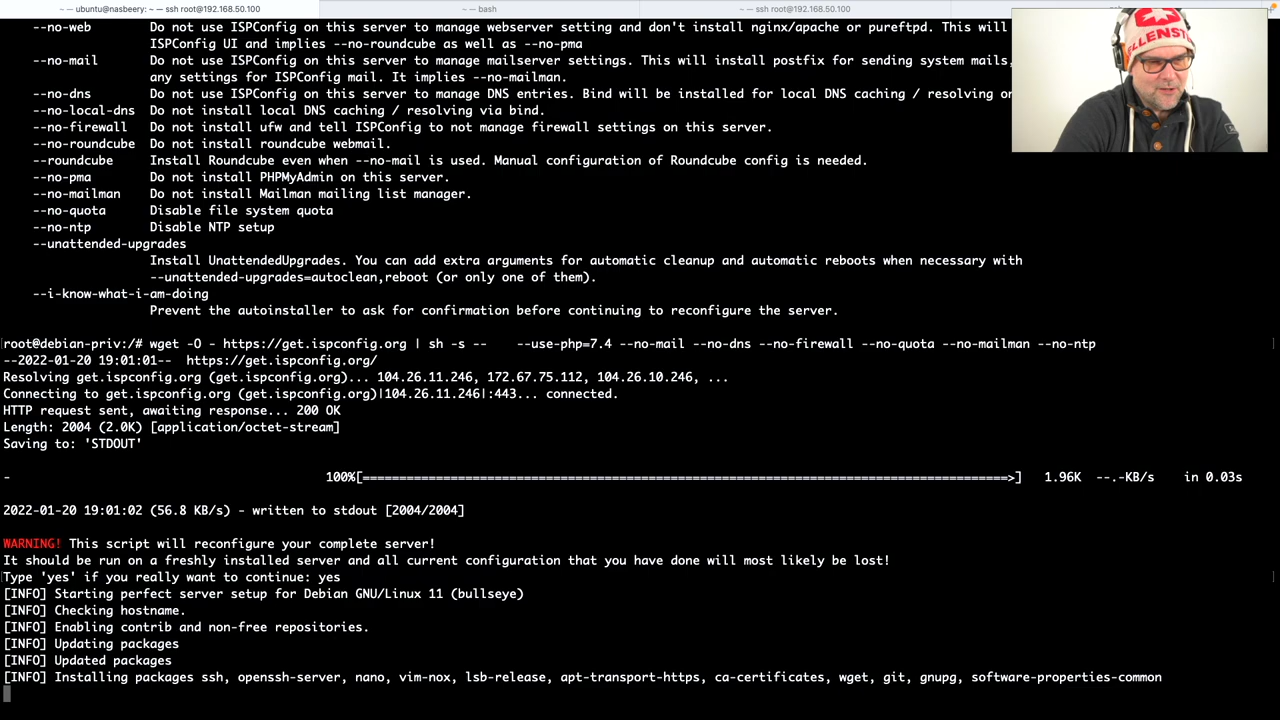 ~ — ubuntu@nasbeery: ~ — ssh root@192.168.50.100
~ — bash
~ — ssh root@192.168.50.100
--no-web Do not use ISPConfig on this server to manage webserver setting and don't install nginx/apache or pureftpd. This will
ISPConfig UI and implies --no-roundcube as well as --no-pma
--no-mail Do not use ISPConfig on this server to manage mailserver settings. This will install postfix for sending system mails,
any settings for ISPConfig mail. It implies --no-mailman.
--no-dns Do not use ISPConfig on this server to manage DNS entries. Bind will be installed for local DNS caching / resolving on
--no-local-dns Do not install local DNS caching / resolving via bind.
--no-firewall Do not install ufw and tell ISPConfig to not manage firewall settings on this server.
--no-roundcube Do not install roundcube webmail.
--roundcube Install Roundcube even when --no-mail is used. Manual configuration of Roundcube config is needed.
--no-pma Do not install PHPMyAdmin on this server.
--no-mailman Do not install Mailman mailing list manager.
--no-quota Disable file system quota
--no-ntp Disable NTP setup
--unattended-upgrades
Install UnattendedUpgrades. You can add extra arguments for automatic cleanup and automatic reboots when necessary with
--unattended-upgrades=autoclean,reboot (or only one of them).
--i-know-what-i-am-doing
Prevent the autoinstaller to ask for confirmation before continuing to reconfigure the server.
root@debian-priv:/# wget -O - https://get.ispconfig.org | sh -s -- --use-php=7.4 --no-mail --no-dns --no-firewall --no-quota --no-mailman --no-ntp
--2022-01-20 19:01:01-- https://get.ispconfig.org/
Resolving get.ispconfig.org (get.ispconfig.org)... 104.26.11.246, 172.67.75.112, 104.26.10.246, ...
Connecting to get.ispconfig.org (get.ispconfig.org)|104.26.11.246|:443... connected.
HTTP request sent, awaiting response... 200 OK
Length: 2004 (2.0K) [application/octet-stream]
Saving to: 'STDOUT'
- 100%[===================================================================================================>] 1.96K --.-KB/s in 0.03s
2022-01-20 19:01:02 (56.8 KB/s) - written to stdout [2004/2004]
WARNING! This script will reconfigure your complete server!
It should be run on a freshly installed server and all current configuration that you have done will most likely be lost!
Type 'yes' if you really want to continue: yes
[INFO] Starting perfect server setup for Debian GNU/Linux 11 (bullseye)
[INFO] Checking hostname.
[INFO] Enabling contrib and non-free repositories.
[INFO] Updating packages
[INFO] Updated packages
[INFO] Installing packages ssh, openssh-server, nano, vim-nox, lsb-release, apt-transport-https, ca-certificates, wget, git, gnupg, software-properties-common
ELLENST